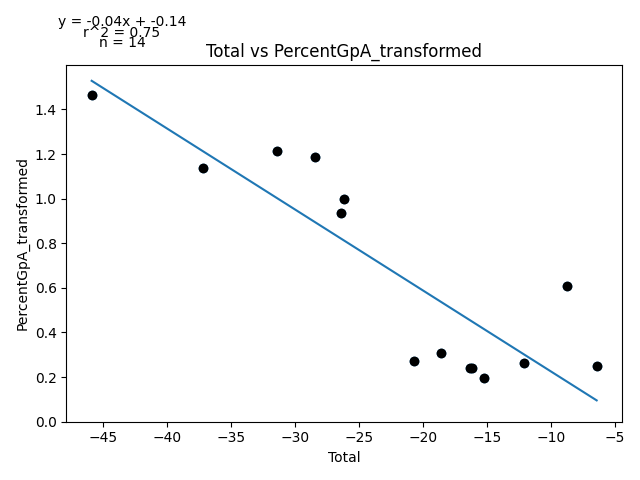 y = -0.04x + -0.14
r^2 = 0.75
n = 14
Total vs PercentGpA_transformed
PercentGpA_transformed
1.4
1.2
1.0
0.8
0.6
0.4
0.2
0.0
−45 −40 −35 −30 −25 −20 −15 −10 −5
Total